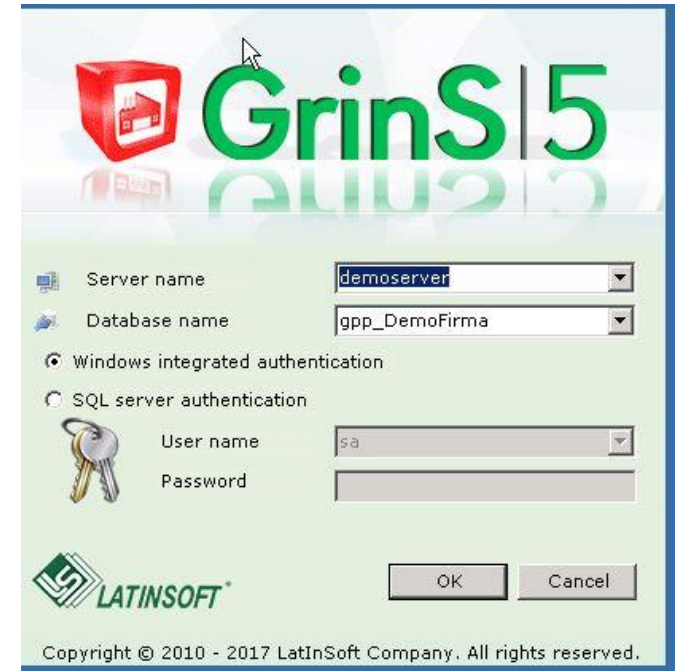 GrinS|5
Server name demoserver
Database name gpp_DemoFirma
Windows integrated authentication
SQL server authentication
User name sa
Password
LS LATINSOFT
OK Cancel
Copyright © 2010 - 2017 LatInSoft Company. All rights reserved.